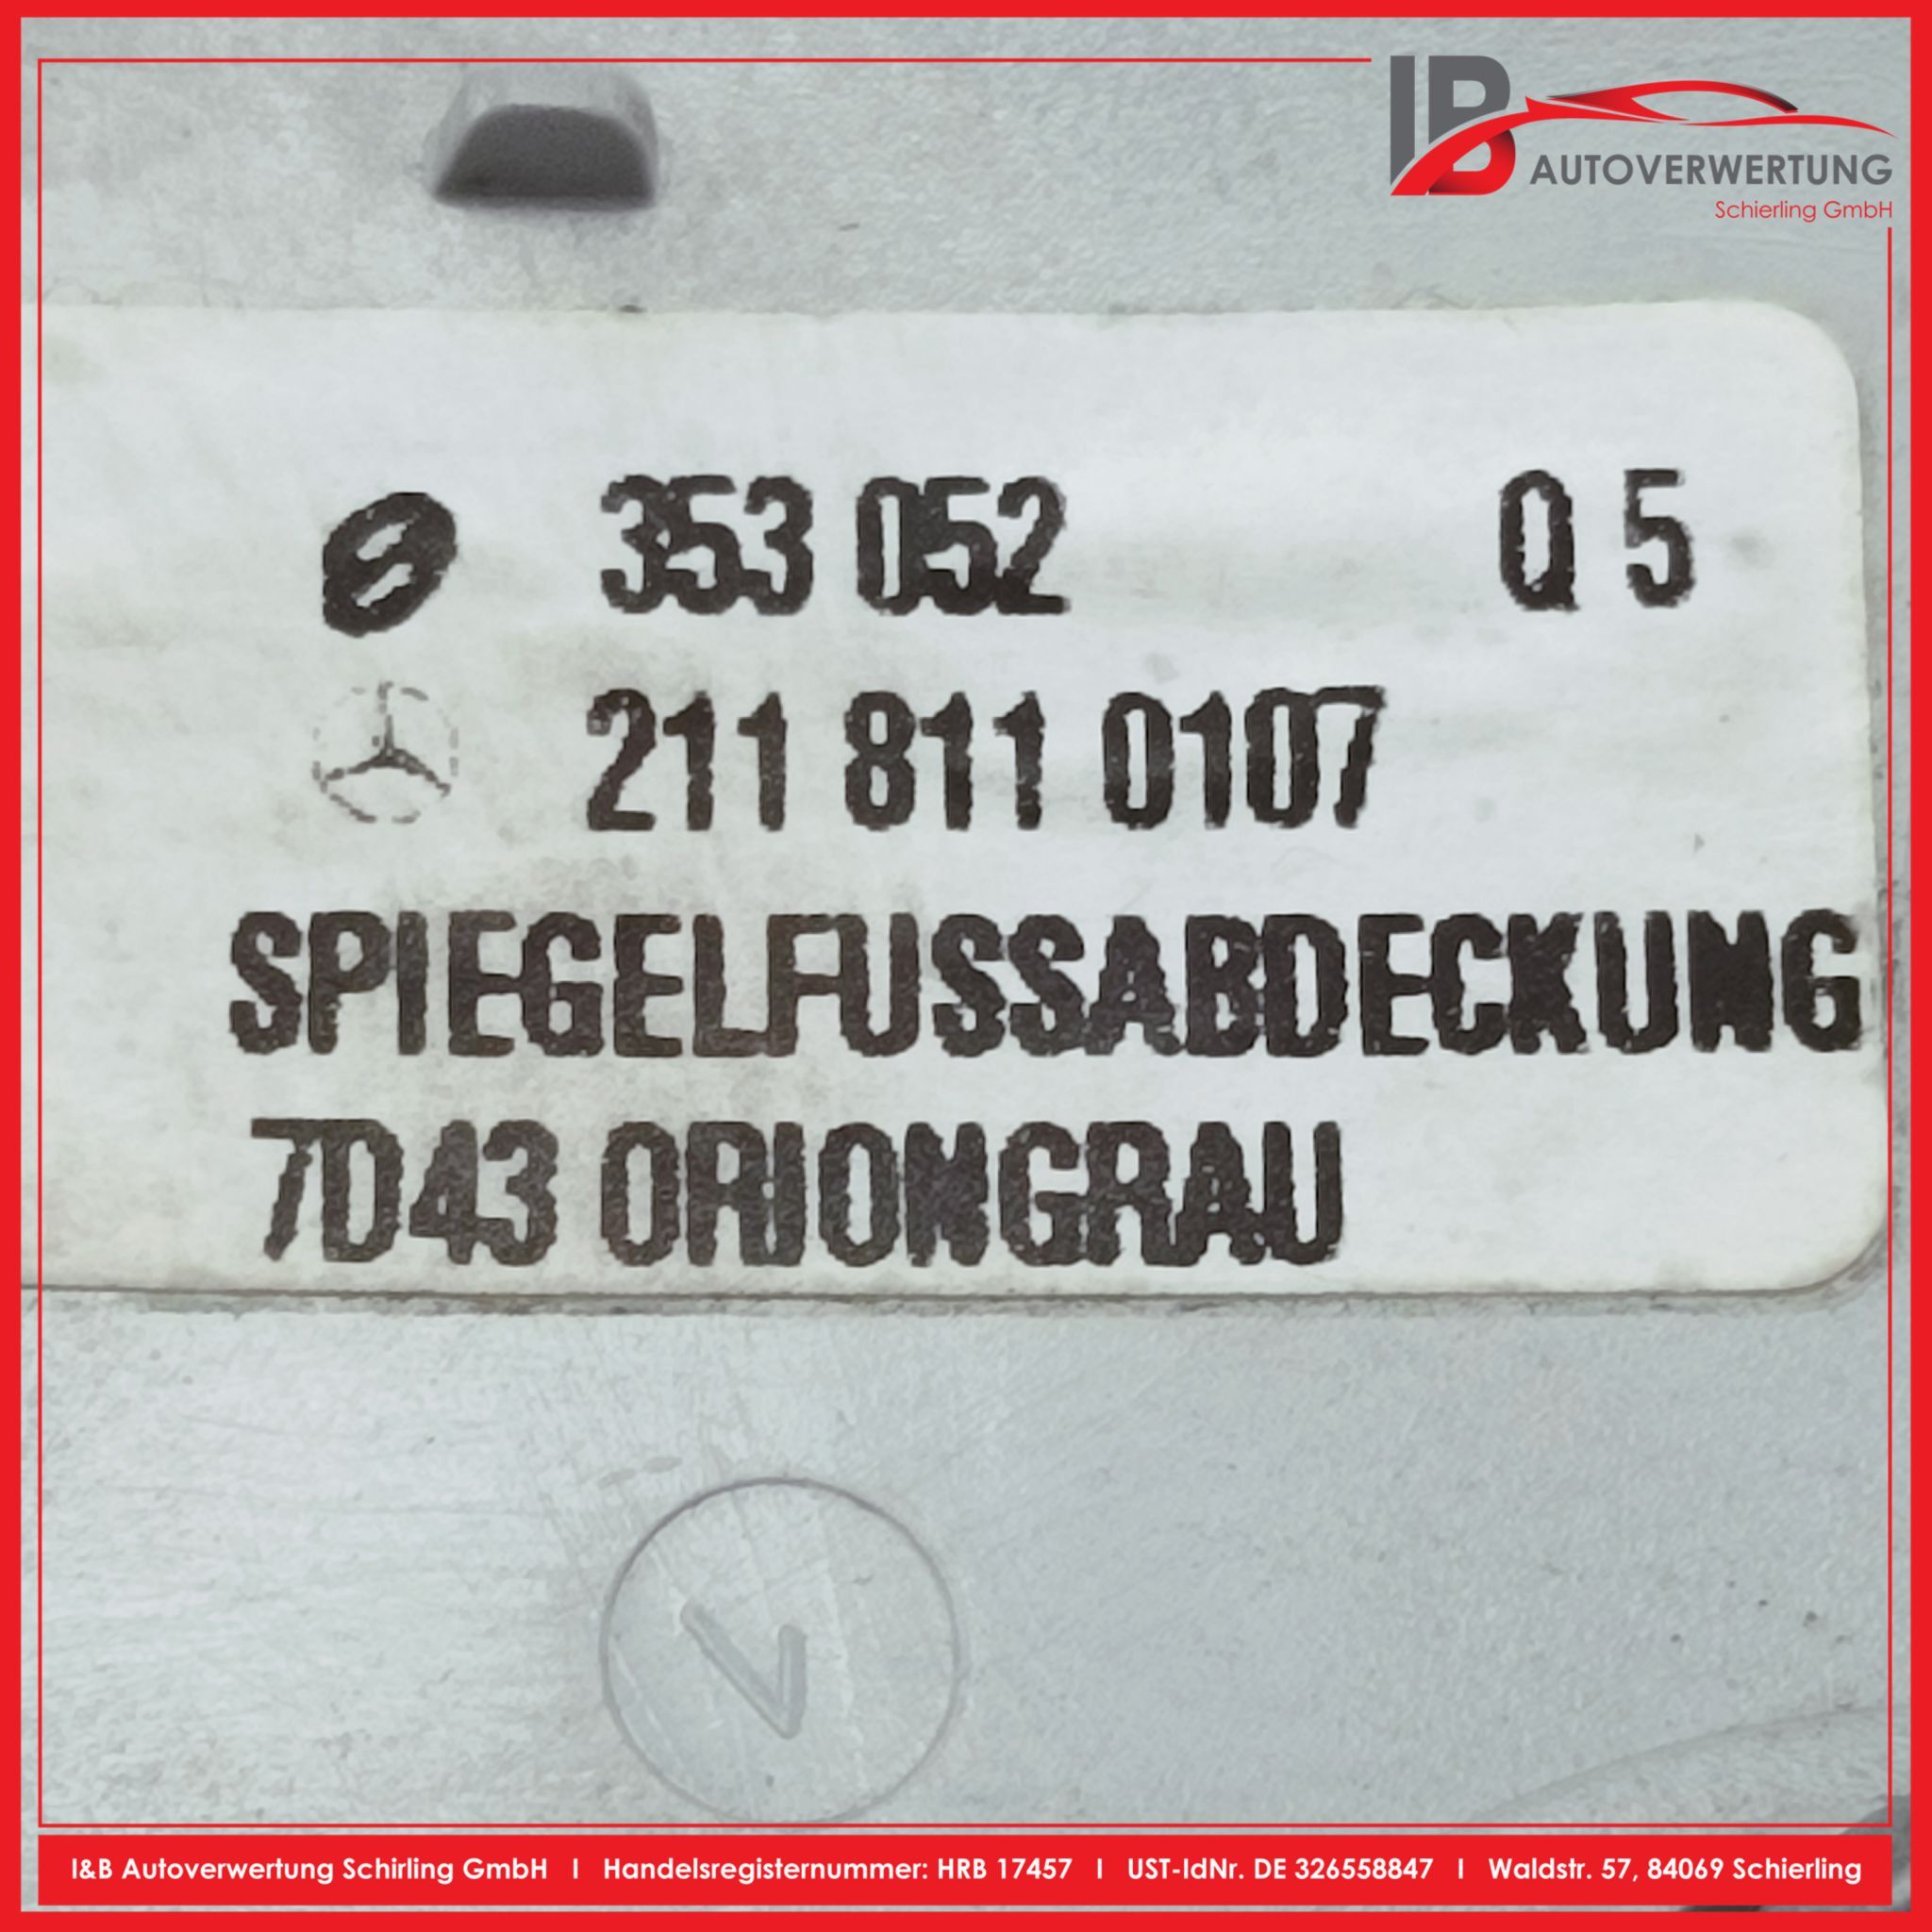 IB
AUTOVERWERTUNG
Schierling GmbH
353 052 Q 5
211 811 0107
SPIEGELFUSSABDECKUNG
7D43 ORIONGRAU
V
I&B Autoverwertung Schirling GmbH I Handelsregisternummer: HRB 17457 I UST-IdNr. DE 326558847 I Waldstr. 57, 84069 Schierling